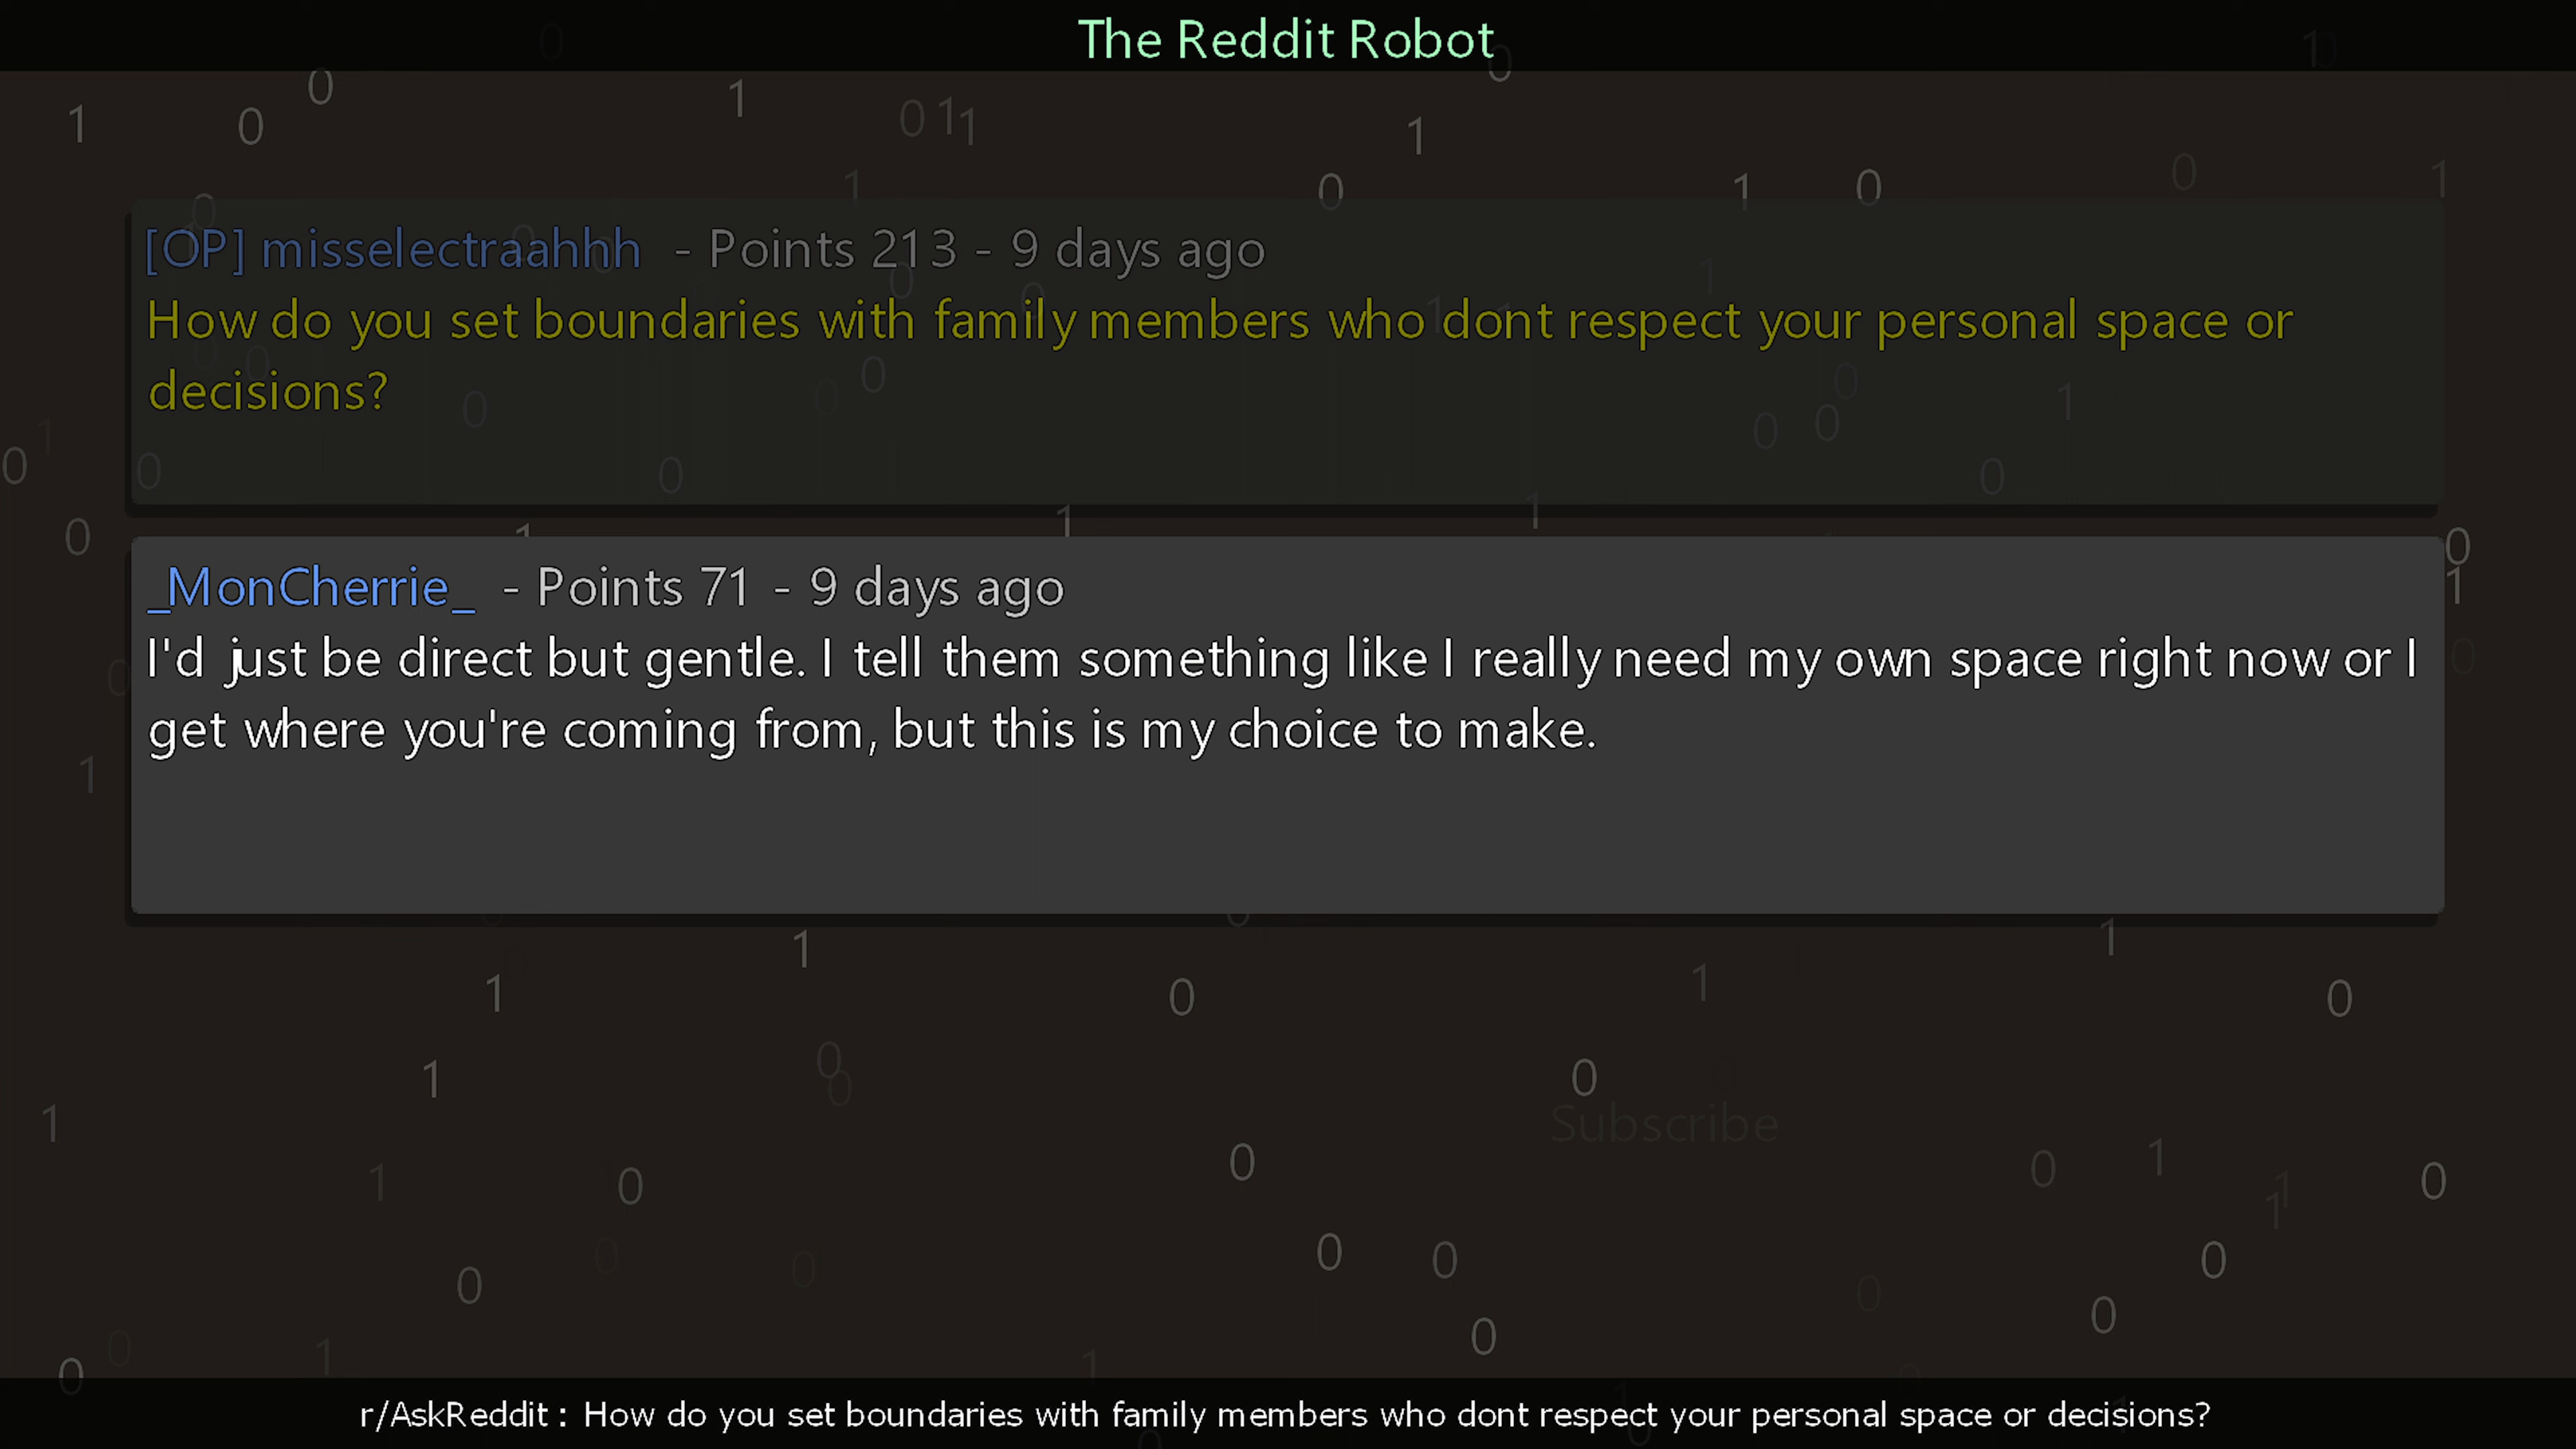 The Reddit Robot
[OP] misselectraahhh - Points 213 - 9 days ago
How do you set boundaries with family members who dont respect your personal space or
decisions?
_MonCherrie_ - Points 71 - 9 days ago
I'd just be direct but gentle. I tell them something like I really need my own space right now or I
get where you're coming from, but this is my choice to make.
Subscribe
r/AskReddit : How do you set boundaries with family members who dont respect your personal space or decisions?